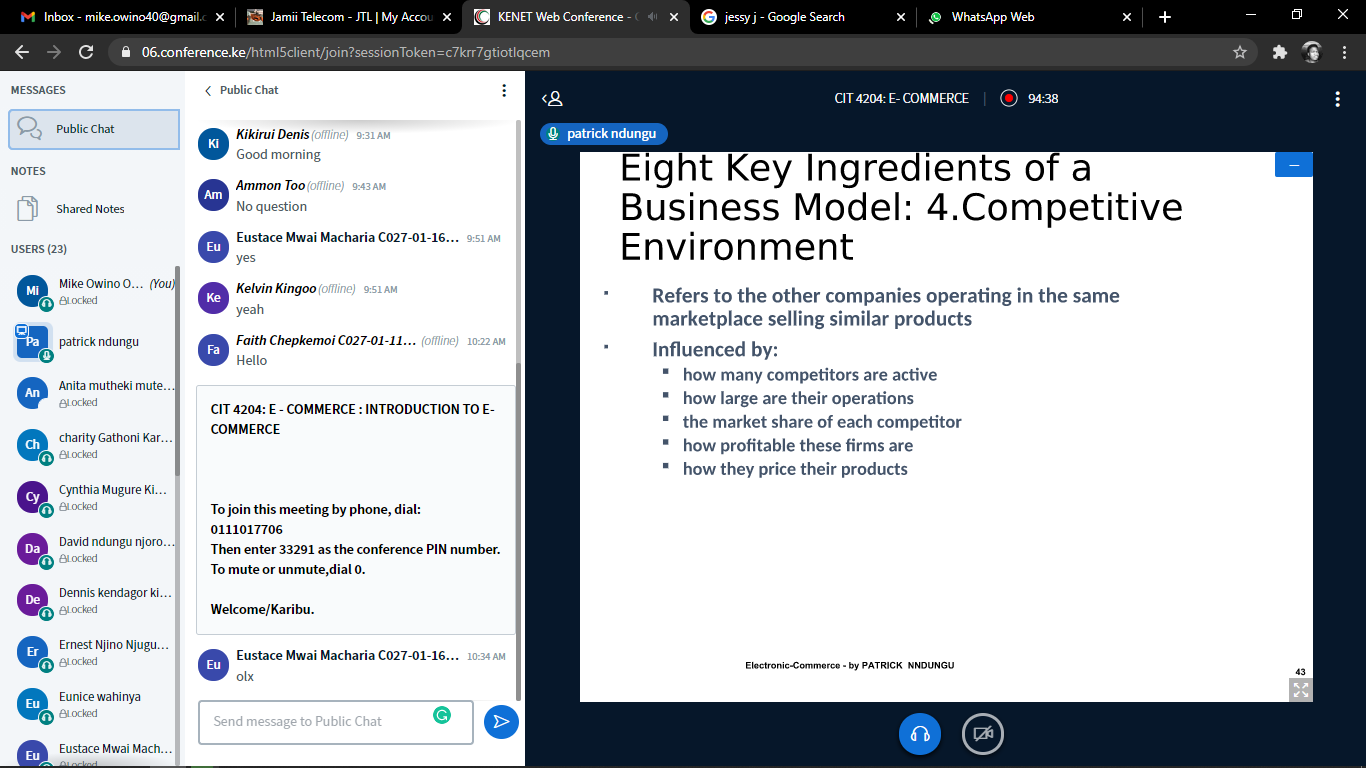 Inbox - mike.owino40@gmail.c
Jamii Telecom - JTL | My Accou
KENET Web Conference - 
jessy j - Google Search
WhatsApp Web
06.conference.ke/html5client/join?sessionToken=c7krr7gtiotlqcem
MESSAGES
Public Chat
NOTES
Shared Notes
USERS (23)
Mi
Mike Owino O... (You)
Locked
Pa
patrick ndungu
An
Anita mutheki mute...
Locked
Ch
charity Gathoni Kar...
Locked
Cy
Cynthia Mugure Ki...
Locked
Da
David ndungu njoro...
Locked
De
Dennis kendagor ki...
Locked
Er
Ernest Njino Njugu...
Locked
Eu
Eunice wahinya
Locked
Eu
Eustace Mwai Mach...
Locked
Public Chat
Ki
Kikirui Denis (offline) 9:31 AM
Good morning
Am
Ammon Too (offline) 9:43 AM
No question
Eu
Eustace Mwai Macharia C027-01-16... 9:51 AM
yes
Ke
Kelvin Kingoo (offline) 9:51 AM
yeah
Fa
Faith Chepkemoi C027-01-11... (offline) 10:22 AM
Hello
CIT 4204: E - COMMERCE : INTRODUCTION TO E-
COMMERCE
To join this meeting by phone, dial:
0111017706
Then enter 33291 as the conference PIN number.
To mute or unmute,dial 0.
Welcome/Karibu.
Eu
Eustace Mwai Macharia C027-01-16... 10:34 AM
olx
Send message to Public Chat
CIT 4204: E- COMMERCE | 94:38
patrick ndungu
Eight Key Ingredients of a
Business Model: 4.Competitive
Environment
▪ Refers to the other companies operating in the same
marketplace selling similar products
▪ Influenced by:
▪ how many competitors are active
▪ how large are their operations
▪ the market share of each competitor
▪ how profitable these firms are
▪ how they price their products
Electronic-Commerce - by PATRICK NNDUNGU
43